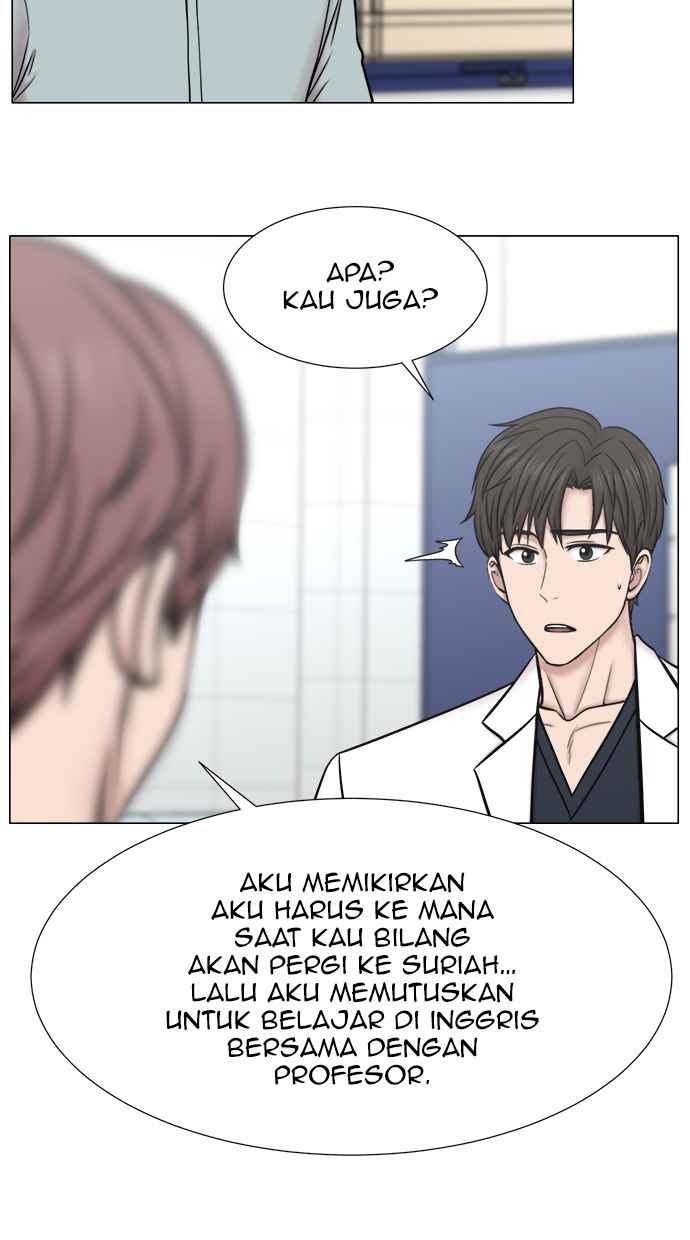 APA?
KAU JUGA?
AKU MEMIKIRKAN
AKU HARUS KE MANA
SAAT KAU BILANG
AKAN PERGI KE SURIAH...
LALU AKU MEMUTUSKAN
UNTUK BELAJAR DI INGGRIS
BERSAMA DENGAN
PROFESOR.